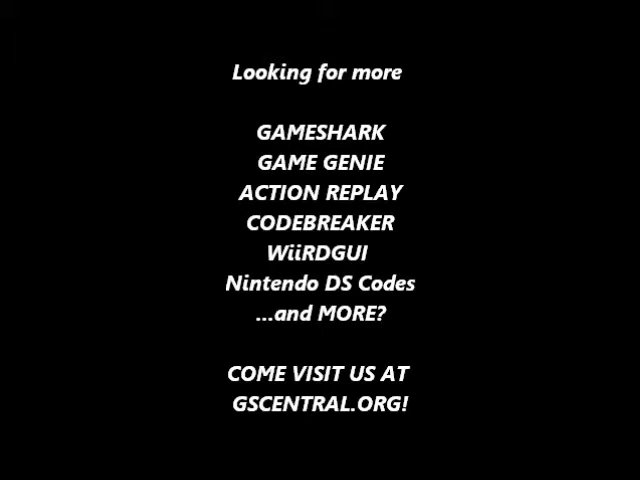 Looking for more
GAMESHARK
GAME GENIE
ACTION REPLAY
CODEBREAKER
WiiRDGUI
Nintendo DS Codes
...and MORE?
COME VISIT US AT
GSCENTRAL.ORG!